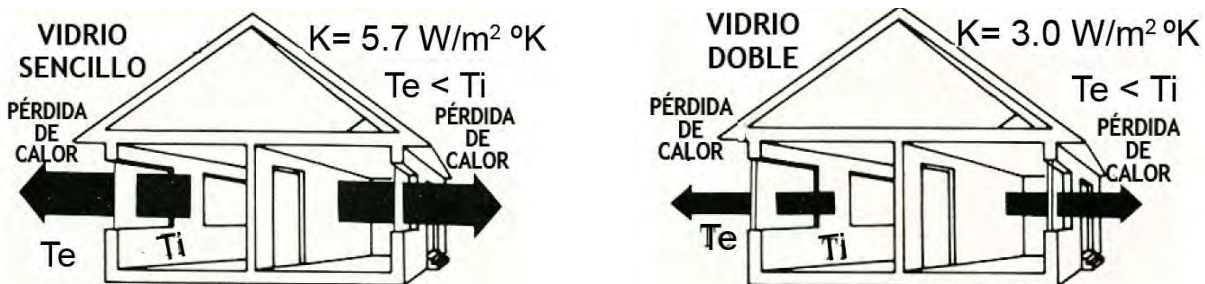 VIDRIO
SENCILLO
K= 5.7 W/m² ºK
Te < Ti
PÉRDIDA
DE
CALOR
PÉRDIDA
DE
CALOR
Te
Ti
VIDRIO
DOBLE
K= 3.0 W/m² ºK
Te < Ti
PÉRDIDA
DE
CALOR
PÉRDIDA
DE
CALOR
Te
Ti